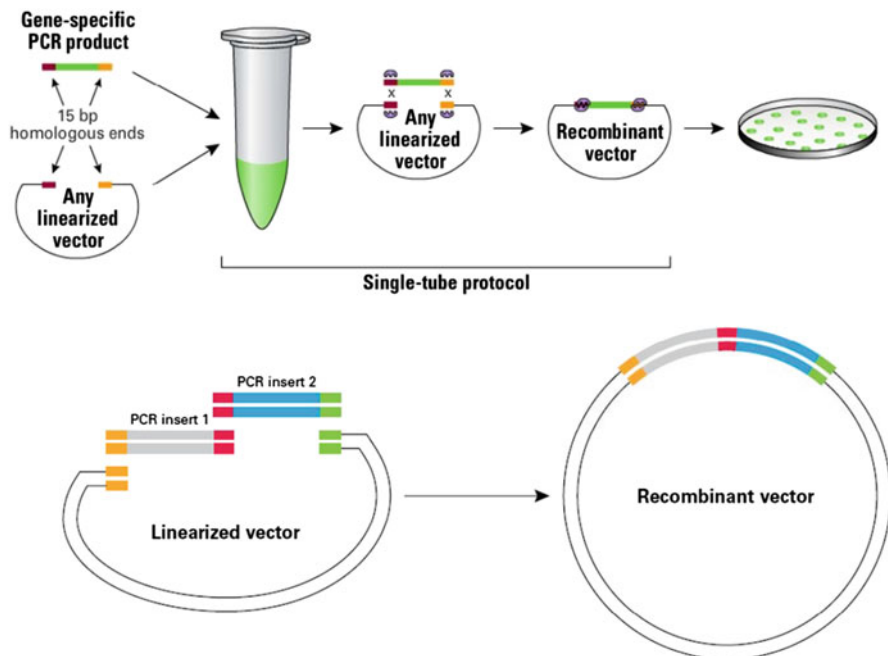 Gene-specific
PCR product
15 bp
homologous ends
Any
linearized
vector
x
x
Any
linearized
vector
Recombinant
vector
Single-tube protocol
PCR insert 2
PCR insert 1
Linearized vector
Recombinant vector